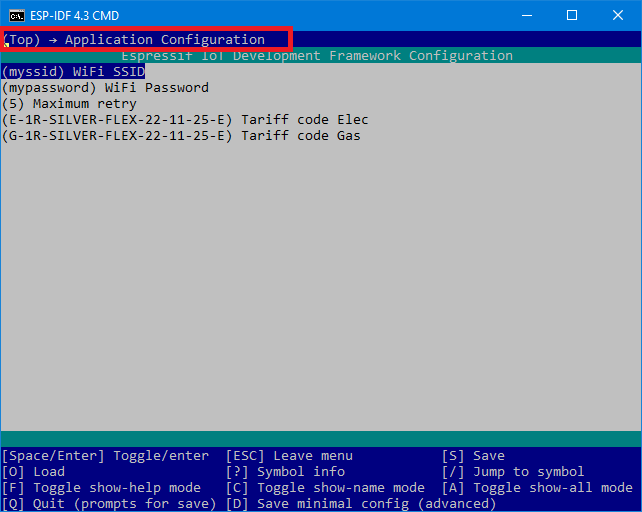 ESP-IDF 4.3 CMD
(Top) → Application Configuration
Espressif IoT Development Framework Configuration
(myssid) WiFi SSID
(mypassword) WiFi Password
(5) Maximum retry
(E-1R-SILVER-FLEX-22-11-25-E) Tariff code Elec
(G-1R-SILVER-FLEX-22-11-25-E) Tariff code Gas
[Space/Enter] Toggle/enter [ESC] Leave menu [S] Save
[O] Load [?] Symbol info [/] Jump to symbol
[F] Toggle show-help mode [C] Toggle show-name mode [A] Toggle show-all mode
[Q] Quit (prompts for save) [D] Save minimal config (advanced)